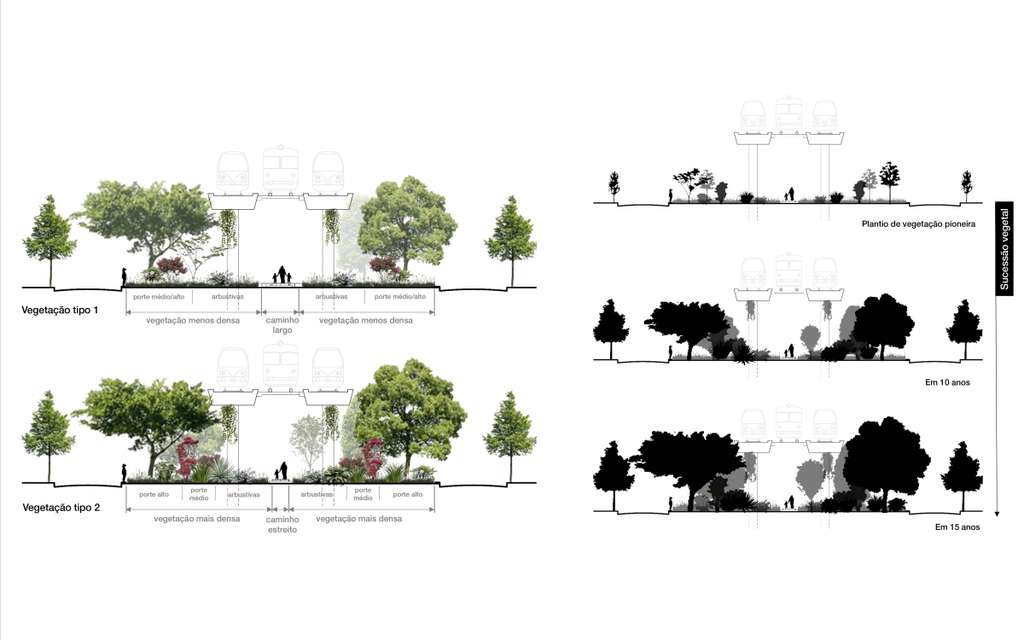 porte médio/alto
arbustivas
arbustivas
porte médio/alto
Vegetação tipo 1
vegetação menos densa
caminho
largo
vegetação menos densa
porte alto
porte
médio
arbustivas
arbustivas
porte
médio
porte alto
Vegetação tipo 2
vegetação mais densa
caminho
estreito
vegetação mais densa
Plantio de vegetação pioneira
Em 10 anos
Em 15 anos
Sucessão vegetal